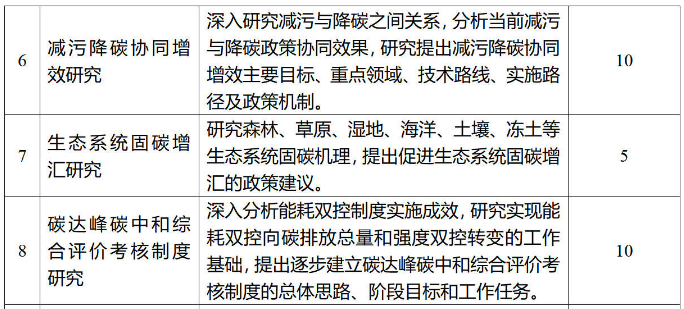 6
减污降碳协同增
效研究
深入研究减污与降碳之间关系，分析当前减污
与降碳政策协同效果，研究提出减污降碳协同
增效主要目标、重点领域、技术路线、实施路
径及政策机制。
10
7
生态系统固碳增
汇研究
研究森林、草原、湿地、海洋、土壤、冻土等
生态系统固碳机理，提出促进生态系统固碳增
汇的政策建议。
5
8
碳达峰碳中和综
合评价考核制度
研究
深入分析能耗双控制度实施成效，研究实现能
耗双控向碳排放总量和强度双控转变的工作
基础，提出逐步建立碳达峰碳中和综合评价考
核制度的总体思路、阶段目标和工作任务。
10